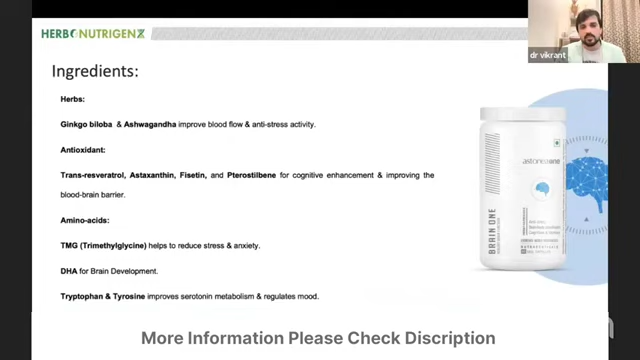 HERBONUTRIGENX
dr vikrant
Ingredients:
Herbs:
Ginkgo biloba & Ashwagandha improve blood flow & anti-stress activity.
Antioxidant:
Trans-resveratrol, Astaxanthin, Fisetin, and Pterostilbene for cognitive enhancement & improving the
blood-brain barrier.
Amino-acids:
TMG (Trimethylglycine) helps to reduce stress & anxiety.
DHA for Brain Development.
Tryptophan & Tyrosine improves serotonin metabolism & regulates mood.
BRAIN ONE
More Information Please Check Discription